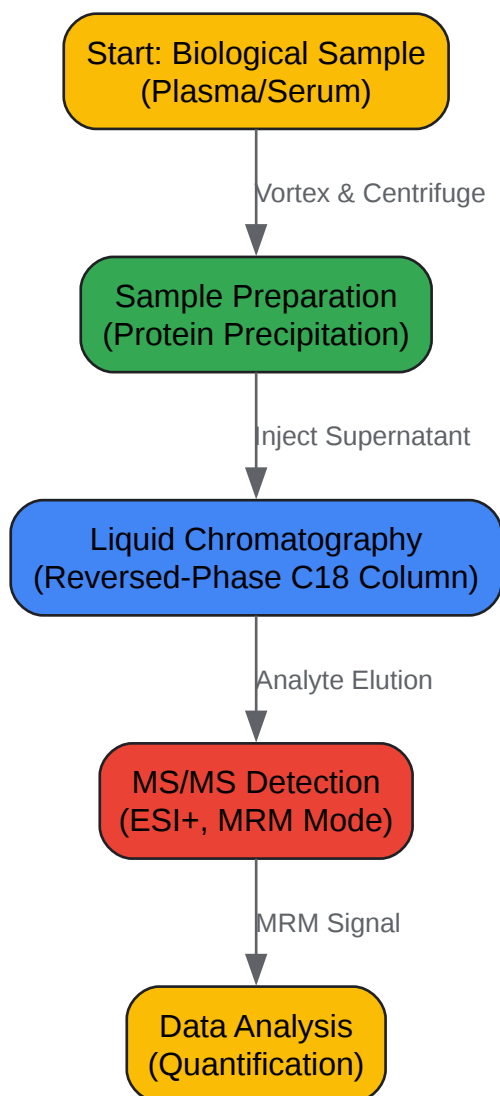 Start: Biological Sample
(Plasma/Serum)
Vortex & Centrifuge
Sample Preparation
(Protein Precipitation)
Inject Supernatant
Liquid Chromatography
(Reversed-Phase C18 Column)
Analyte Elution
MS/MS Detection
(ESI+, MRM Mode)
MRM Signal
Data Analysis
(Quantification)